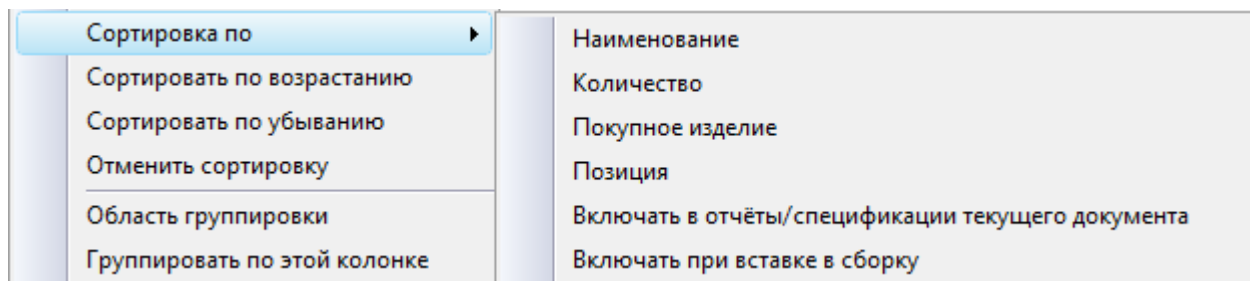 Сортировка по
Сортировать по возрастанию
Сортировать по убыванию
Отменить сортировку
Область группировки
Группировать по этой колонке
Наименование
Количество
Покупное изделие
Позиция
Включать в отчёты/спецификации текущего документа
Включать при вставке в сборку